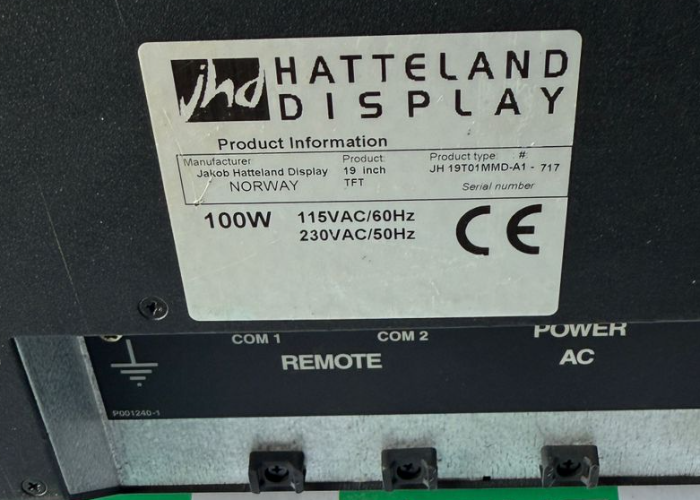 jhd HATTELAND
DISPLAY
Product Information
Manufacturer Product: Product type: #:
Jakob Hatteland Display 19 inch JH 19T01MMD-A1 - 717
NORWAY TFT Serial number
100W 115VAC/60Hz
230VAC/50Hz
CE
COM 1 COM 2 POWER
REMOTE AC
P001240-1